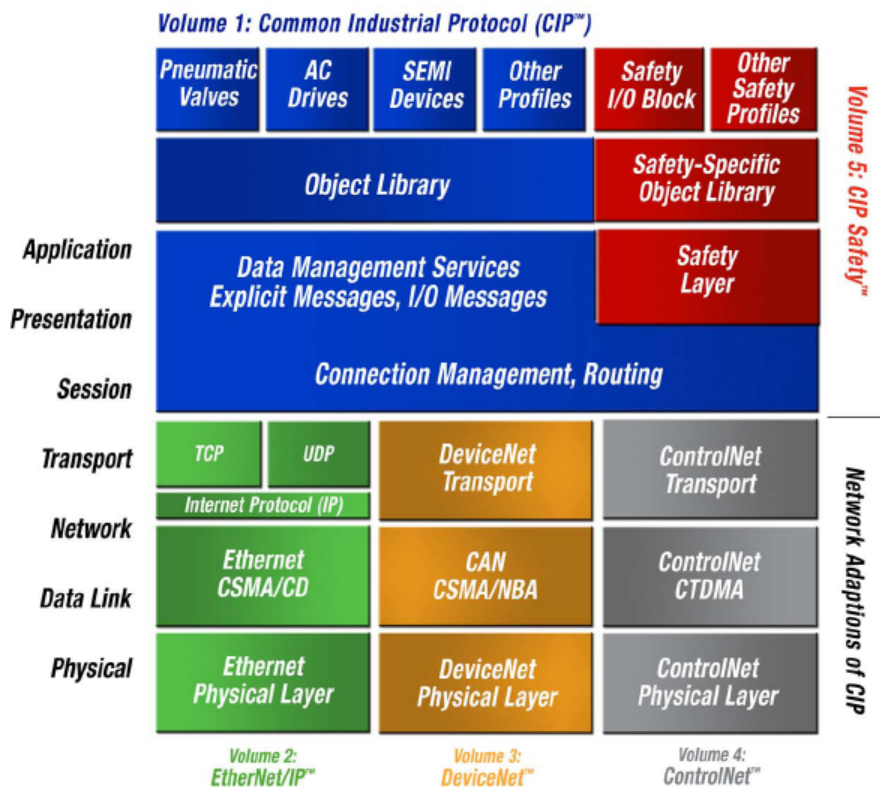 Volume 1: Common Industrial Protocol (CIP™)
Pneumatic
Valves
AC
Drives
SEMI
Devices
Other
Profiles
Safety
I/O Block
Other
Safety
Profiles
Object Library
Safety-Specific
Object Library
Volume 5: CIP Safety™
Application
Presentation
Session
Data Management Services
Explicit Messages, I/O Messages
Safety
Layer
Connection Management, Routing
Transport
Network
Data Link
Physical
TCP
UDP
Internet Protocol (IP)
DeviceNet
Transport
ControlNet
Transport
Ethernet
CSMA/CD
CAN
CSMA/NBA
ControlNet
CTDMA
Ethernet
Physical Layer
DeviceNet
Physical Layer
ControlNet
Physical Layer
Network Adaptions of CIP
Volume 2:
EtherNet/IP™
Volume 3:
DeviceNet™
Volume 4:
ControlNet™